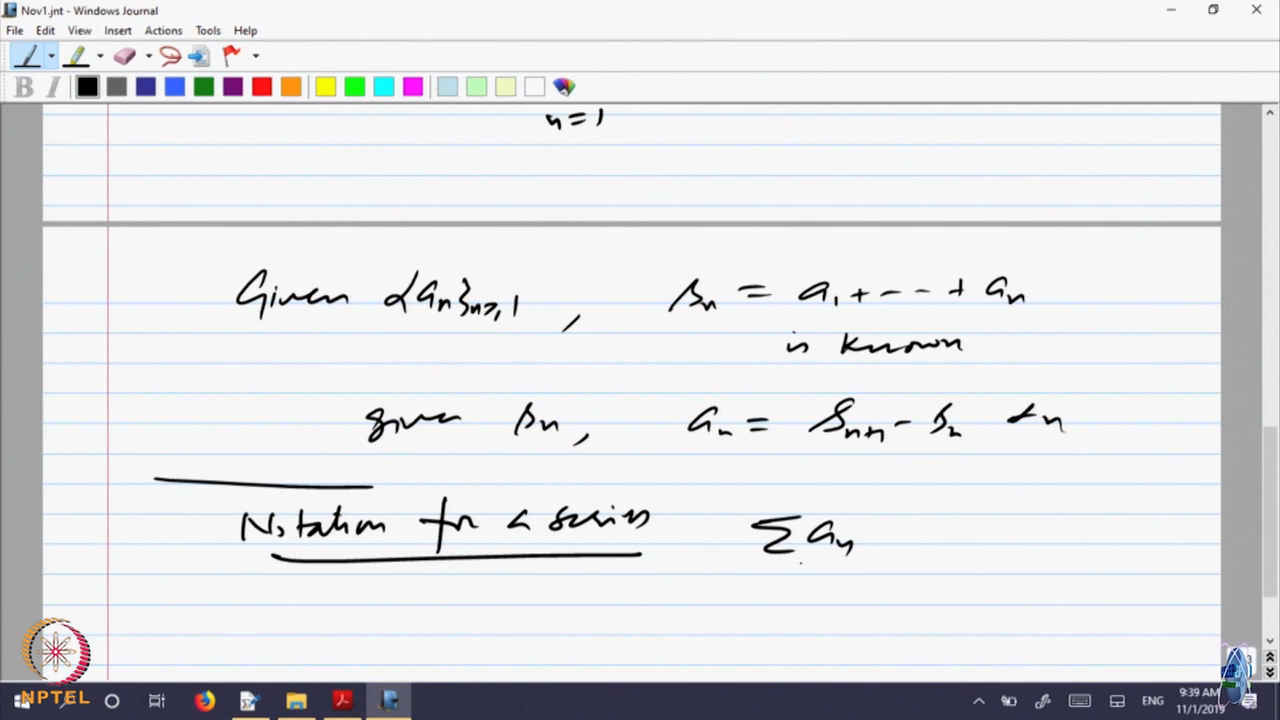 Nov1.jnt - Windows Journal
File Edit View Insert Actions Tools Help
B I
n=1
Given {an}n≥1, sn = a1 + - - - + an
is known
given sn, an = Sn+1 - sn ∀n
Notation for a series ∑ an
NPTEL
ENG
9:39 AM
11/1/2019